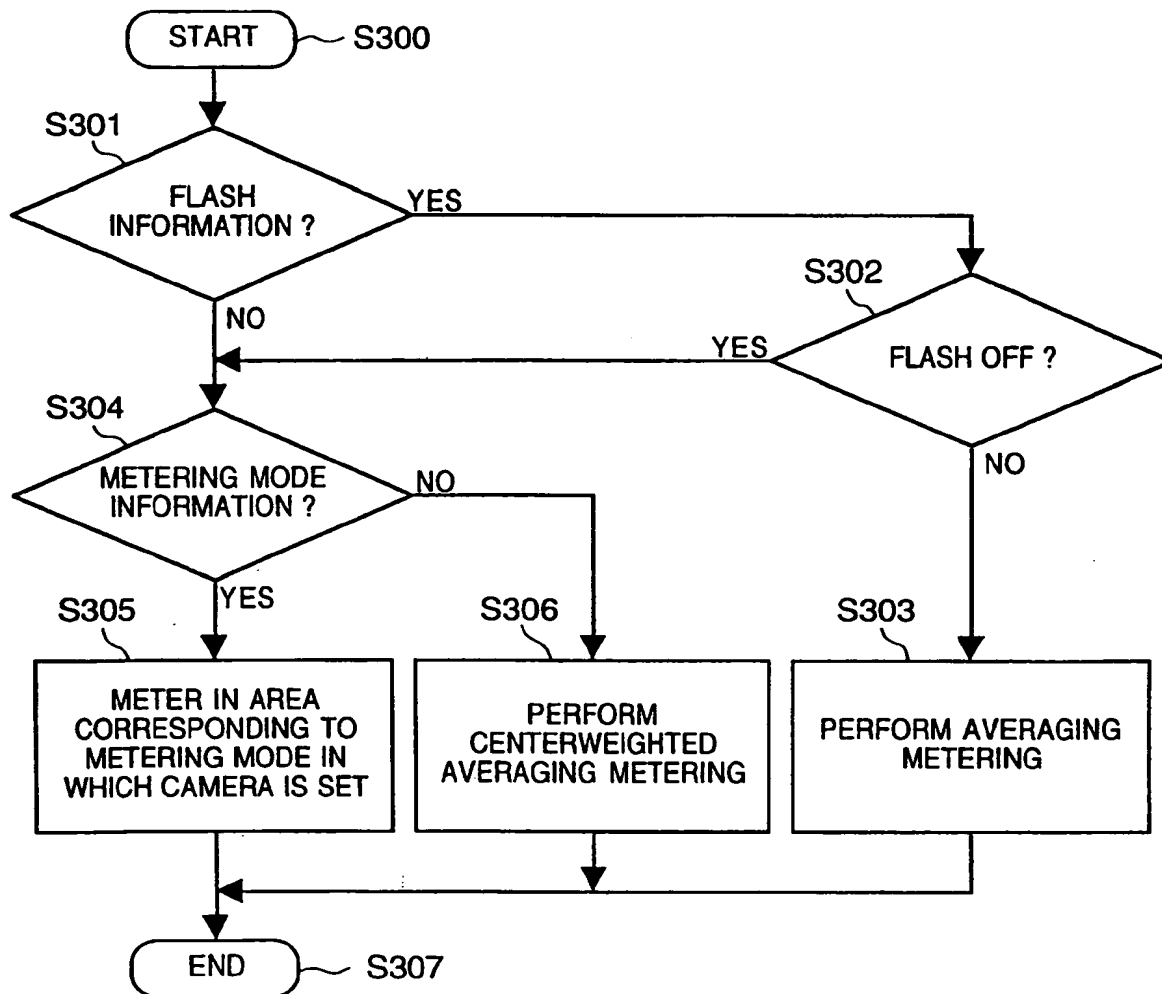 START
S300
S301
FLASH
INFORMATION ?
YES
NO
S302
FLASH OFF ?
YES
NO
S304
METERING MODE
INFORMATION ?
NO
YES
S305
METER IN AREA
CORRESPONDING TO
METERING MODE IN
WHICH CAMERA IS SET
S306
PERFORM
CENTERWEIGHTED
AVERAGING METERING
S303
PERFORM AVERAGING
METERING
END
S307